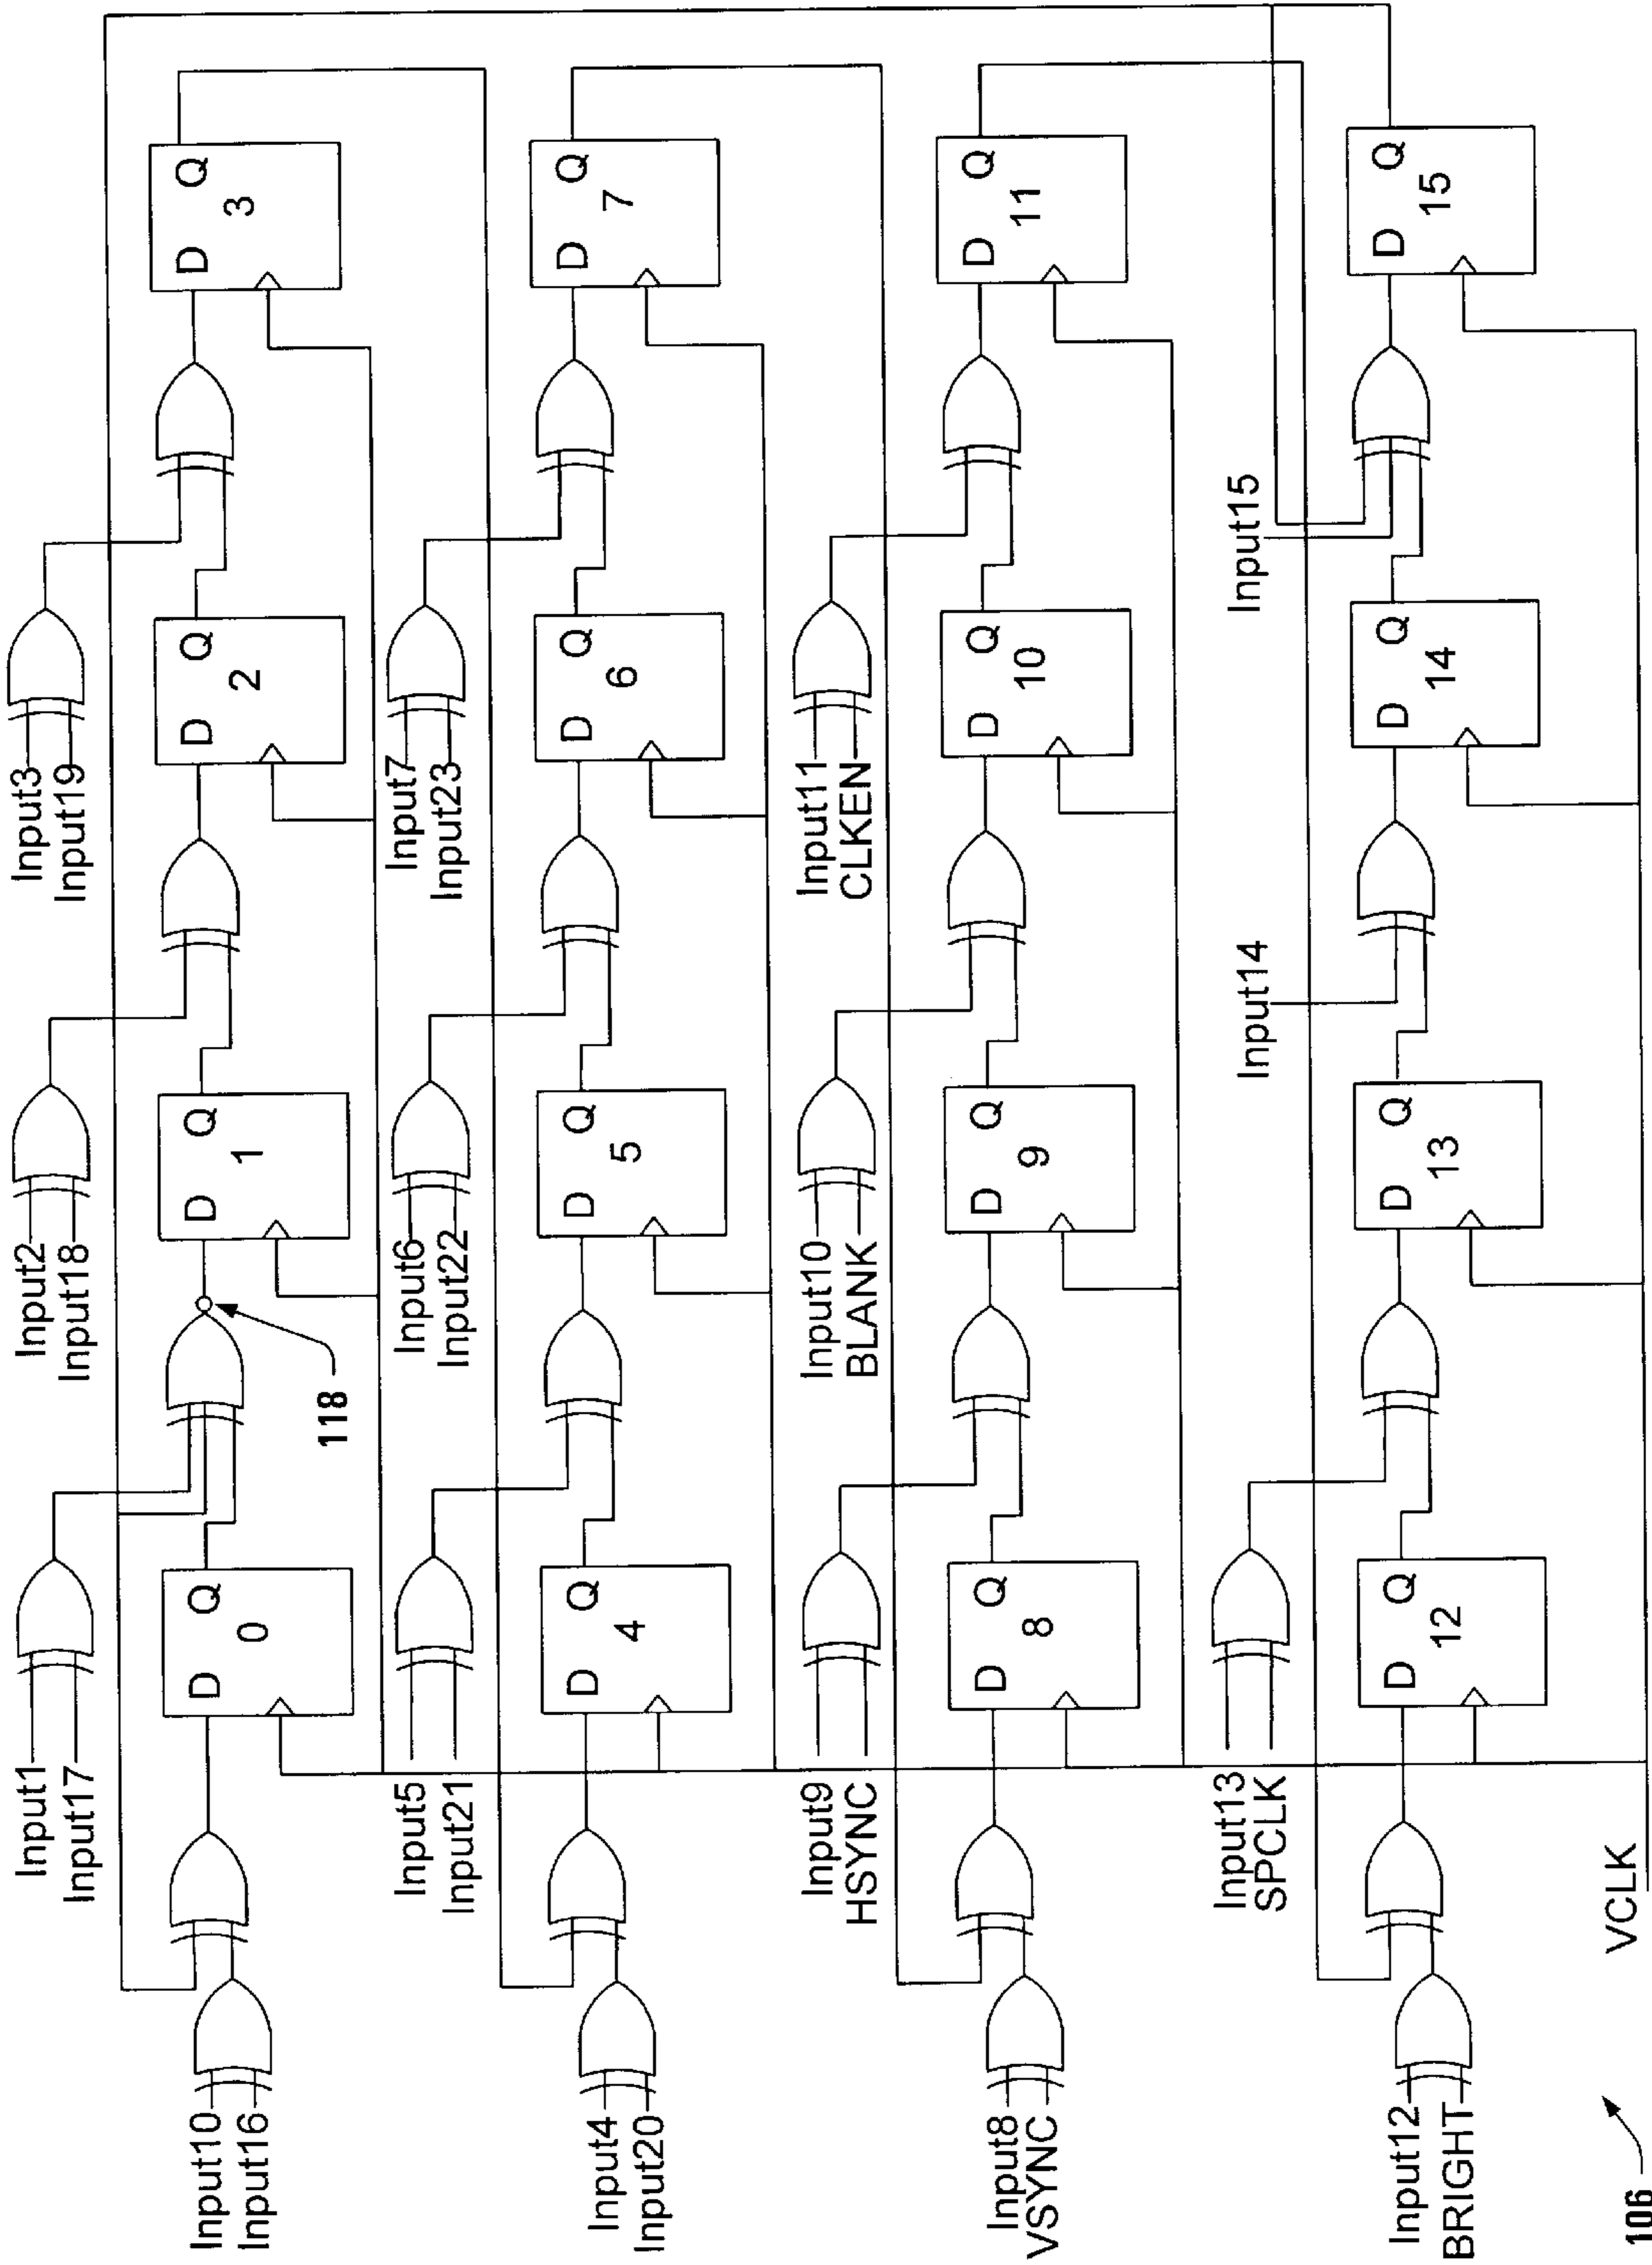 Input1
Input17
Input2
Input18
Input3
Input19
Input10
Input16
D Q
0
118
D Q
1
D Q
2
D Q
3
Input5
Input21
Input6
Input22
Input7
Input23
Input4
Input20
D Q
4
D Q
5
D Q
6
D Q
7
Input9
HSYNC
Input10
BLANK
Input11
CLKEN
Input8
VSYNC
D Q
8
D Q
9
D Q
10
D Q
11
Input13
SPCLK
Input14
Input15
Input12
BRIGHT
D Q
12
D Q
13
D Q
14
D Q
15
VCLK
106